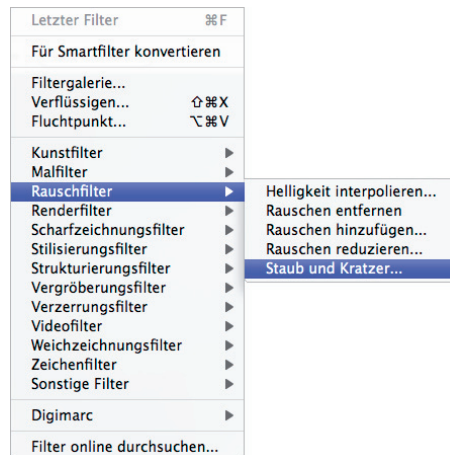 Letzter Filter ⌘F
Für Smartfilter konvertieren
Filtergalerie...
Verflüssigen... ⇧⌘X
Fluchtpunkt... ⌥⌘V
Kunstfilter
Malfilter
Rauschfilter
Renderfilter
Scharfzeichnungsfilter
Stilisierungsfilter
Strukturierungsfilter
Vergröberungsfilter
Verzerrungsfilter
Videofilter
Weichzeichnungsfilter
Zeichenfilter
Sonstige Filter
Digimarc
Filter online durchsuchen...
Helligkeit interpolieren...
Rauschen entfernen
Rauschen hinzufügen...
Rauschen reduzieren...
Staub und Kratzer...